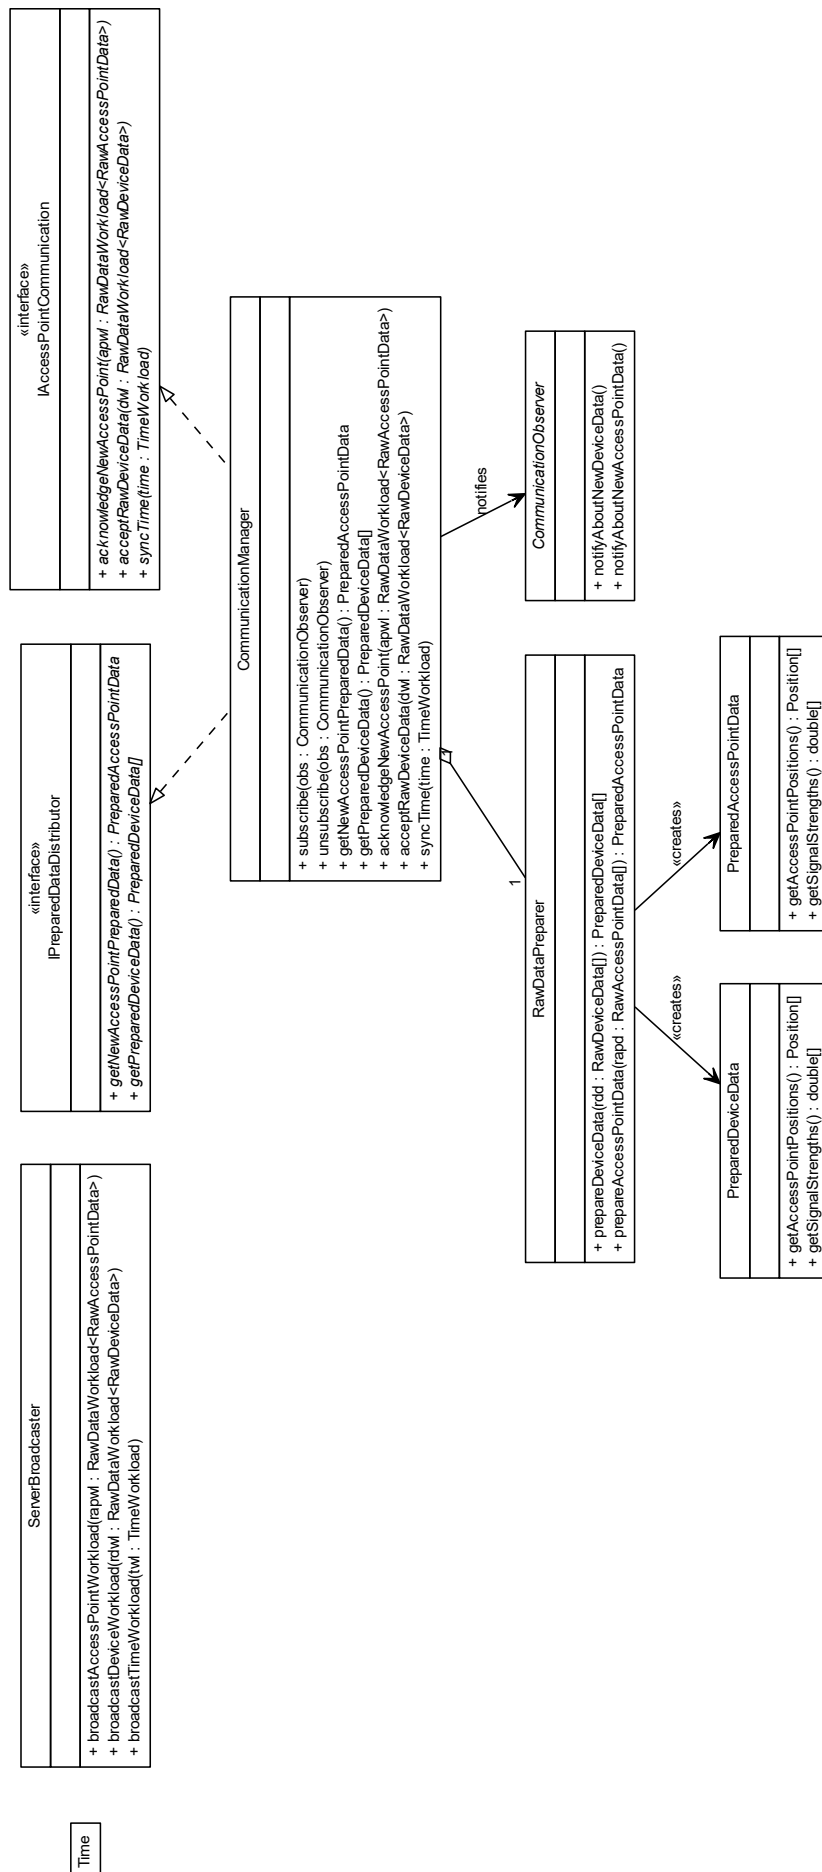 Time
ServerBroadcaster
+ broadcastAccessPointWorkload(rapwl : RawDataWorkload<RawAccessPointData>)
+ broadcastDeviceWorkload(rdwl : RawDataWorkload<RawDeviceData>)
+ broadcastTimeWorkload(twl : TimeWorkload)
«interface»
IPreparedDataDistributor
+ getNewAccessPointPreparedData() : PreparedAccessPointData
+ getPreparedDeviceData() : PreparedDeviceData[]
«interface»
IAccessPointCommunication
+ acknowledgeNewAccessPoint(apwl : RawDataWorkload<RawAccessPointData>)
+ acceptRawDeviceData(dwl : RawDataWorkload<RawDeviceData>)
+ syncTime(time : TimeWorkload)
CommunicationManager
+ subscribe(obs : CommunicationObserver)
+ unsubscribe(obs : CommunicationObserver)
+ getNewAccessPointPreparedData() : PreparedAccessPointData
+ getPreparedDeviceData() : PreparedDeviceData[]
+ acknowledgeNewAccessPoint(apwl : RawDataWorkload<RawAccessPointData>)
+ acceptRawDeviceData(dwl : RawDataWorkload<RawDeviceData>)
+ syncTime(time : TimeWorkload)
1
1
notifies
RawDataPreparer
+ prepareDeviceData(rdd : RawDeviceData[]) : PreparedDeviceData[]
+ prepareAccessPointData(rapd : RawAccessPointData[]) : PreparedAccessPointData
CommunicationObserver
+ notifyAboutNewDeviceData()
+ notifyAboutNewAccessPointData()
«creates»
«creates»
PreparedDeviceData
+ getAccessPointPositions() : Position[]
+ getSignalStrengths() : double[]
PreparedAccessPointData
+ getAccessPointPositions() : Position[]
+ getSignalStrengths() : double[]